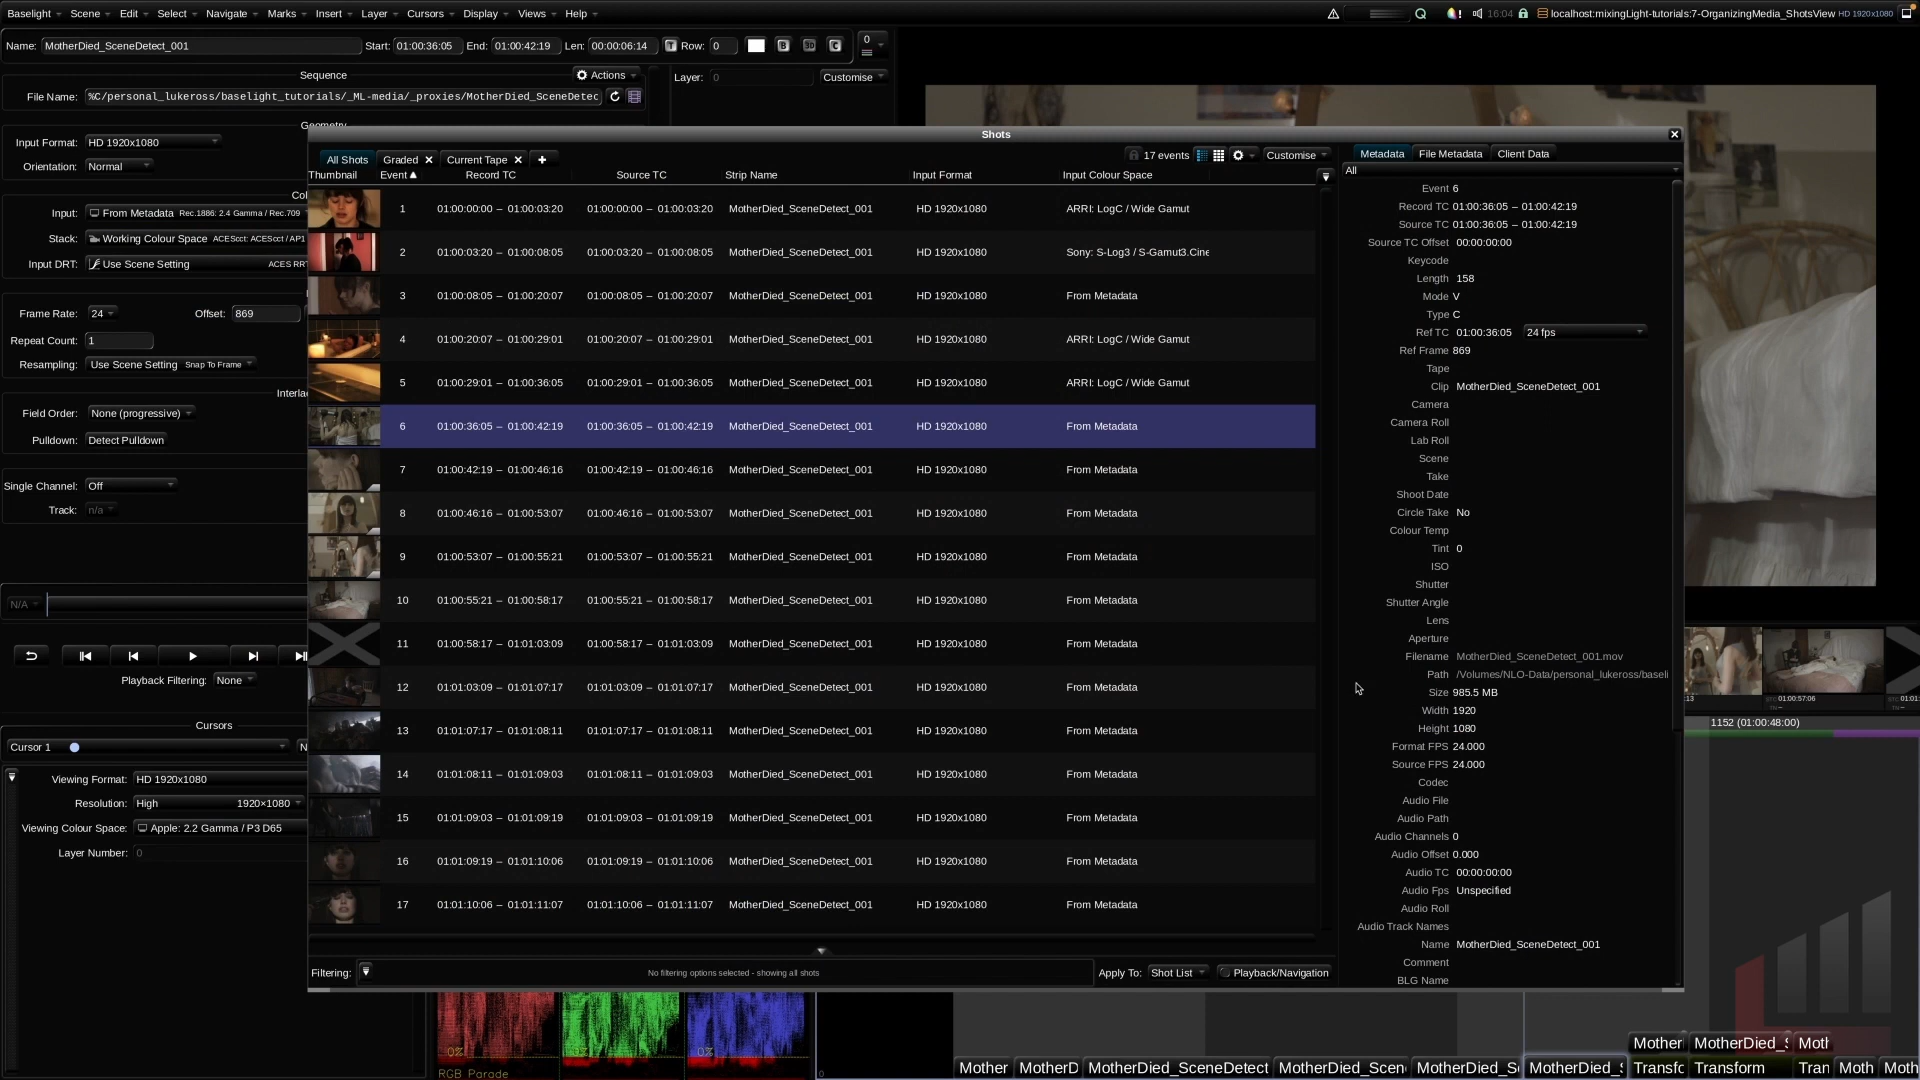 Baselight Scene Edit Select Navigate Marks Insert Layer Cursors Display Views Help
16:04 localhost:mixingLight-tutorials:7-OrganizingMedia_ShotsView HD 1920x1080
Name: MotherDied_SceneDetect_001 Start: 01:00:36:05 End: 01:00:42:19 Len: 00:00:06:14 Row: 0 0
Sequence Actions
Layer: 0 Customise
File Name: %C/personal_lukeross/baselight_tutorials/_ML-media/_proxies/MotherDied_SceneDetec
Input Format: HD 1920x1080
Orientation: Normal
Input: From Metadata Rec.1886: 2.4 Gamma / Rec.709
Stack: Working Colour Space ACEScct: ACEScct / AP1
Input DRT: Use Scene Setting ACES RRT
Frame Rate: 24 Offset: 869
Repeat Count: 1
Resampling: Use Scene Setting Snap To Frame
Field Order: None (progressive)
Pulldown: Detect Pulldown
Single Channel: Off
Track: n/a
N/A
Playback Filtering: None
Cursors
Cursor 1
Viewing Format: HD 1920x1080
Resolution: High 1920×1080
Viewing Colour Space: Apple: 2.2 Gamma / P3 D65
Layer Number: 0
Shots
All Shots Graded Current Tape 17 events Customise
Thumbnail Event Record TC Source TC Strip Name Input Format Input Colour Space
1 01:00:00:00 – 01:00:03:20 01:00:00:00 – 01:00:03:20 MotherDied_SceneDetect_001 HD 1920x1080 ARRI: LogC / Wide Gamut
2 01:00:03:20 – 01:00:08:05 01:00:03:20 – 01:00:08:05 MotherDied_SceneDetect_001 HD 1920x1080 Sony: S-Log3 / S-Gamut3.Cine
3 01:00:08:05 – 01:00:20:07 01:00:08:05 – 01:00:20:07 MotherDied_SceneDetect_001 HD 1920x1080 From Metadata
4 01:00:20:07 – 01:00:29:01 01:00:20:07 – 01:00:29:01 MotherDied_SceneDetect_001 HD 1920x1080 ARRI: LogC / Wide Gamut
5 01:00:29:01 – 01:00:36:05 01:00:29:01 – 01:00:36:05 MotherDied_SceneDetect_001 HD 1920x1080 ARRI: LogC / Wide Gamut
6 01:00:36:05 – 01:00:42:19 01:00:36:05 – 01:00:42:19 MotherDied_SceneDetect_001 HD 1920x1080 From Metadata
7 01:00:42:19 – 01:00:46:16 01:00:42:19 – 01:00:46:16 MotherDied_SceneDetect_001 HD 1920x1080 From Metadata
8 01:00:46:16 – 01:00:53:07 01:00:46:16 – 01:00:53:07 MotherDied_SceneDetect_001 HD 1920x1080 From Metadata
9 01:00:53:07 – 01:00:55:21 01:00:53:07 – 01:00:55:21 MotherDied_SceneDetect_001 HD 1920x1080 From Metadata
10 01:00:55:21 – 01:00:58:17 01:00:55:21 – 01:00:58:17 MotherDied_SceneDetect_001 HD 1920x1080 From Metadata
11 01:00:58:17 – 01:01:03:09 01:00:58:17 – 01:01:03:09 MotherDied_SceneDetect_001 HD 1920x1080 From Metadata
12 01:01:03:09 – 01:01:07:17 01:01:03:09 – 01:01:07:17 MotherDied_SceneDetect_001 HD 1920x1080 From Metadata
13 01:01:07:17 – 01:01:08:11 01:01:07:17 – 01:01:08:11 MotherDied_SceneDetect_001 HD 1920x1080 From Metadata
14 01:01:08:11 – 01:01:09:03 01:01:08:11 – 01:01:09:03 MotherDied_SceneDetect_001 HD 1920x1080 From Metadata
15 01:01:09:03 – 01:01:09:19 01:01:09:03 – 01:01:09:19 MotherDied_SceneDetect_001 HD 1920x1080 From Metadata
16 01:01:09:19 – 01:01:10:06 01:01:09:19 – 01:01:10:06 MotherDied_SceneDetect_001 HD 1920x1080 From Metadata
17 01:01:10:06 – 01:01:11:07 01:01:10:06 – 01:01:11:07 MotherDied_SceneDetect_001 HD 1920x1080 From Metadata
Filtering: No filtering options selected - showing all shots Apply To: Shot List Playback/Navigation
Metadata File Metadata Client Data
All
Event 6
Record TC 01:00:36:05 – 01:00:42:19
Source TC 01:00:36:05 – 01:00:42:19
Source TC Offset 00:00:00:00
Keycode
Length 158
Mode V
Type C
Ref TC 01:00:36:05 24 fps
Ref Frame 869
Tape
Clip MotherDied_SceneDetect_001
Camera
Camera Roll
Lab Roll
Scene
Take
Shoot Date
Circle Take No
Colour Temp
Tint 0
ISO
Shutter
Shutter Angle
Lens
Aperture
Filename MotherDied_SceneDetect_001.mov
Path /Volumes/NLO-Data/personal_lukeross/baseli
Size 985.5 MB
Width 1920
Height 1080
Format FPS 24.000
Source FPS 24.000
Codec
Audio File
Audio Path
Audio Channels 0
Audio Offset 0.000
Audio TC 00:00:00:00
Audio Fps Unspecified
Audio Roll
Audio Track Names
Name MotherDied_SceneDetect_001
Comment
BLG Name
01:00:57:06
1152 (01:00:48:00)
0% 0% 0%
RGB Parade
Mother MotherDied_S Moth
Mother MotherD MotherDied_SceneDetect MotherDied_Scen MotherDied_Sc MotherDied_S Transfo Transform Tran Moth Moth